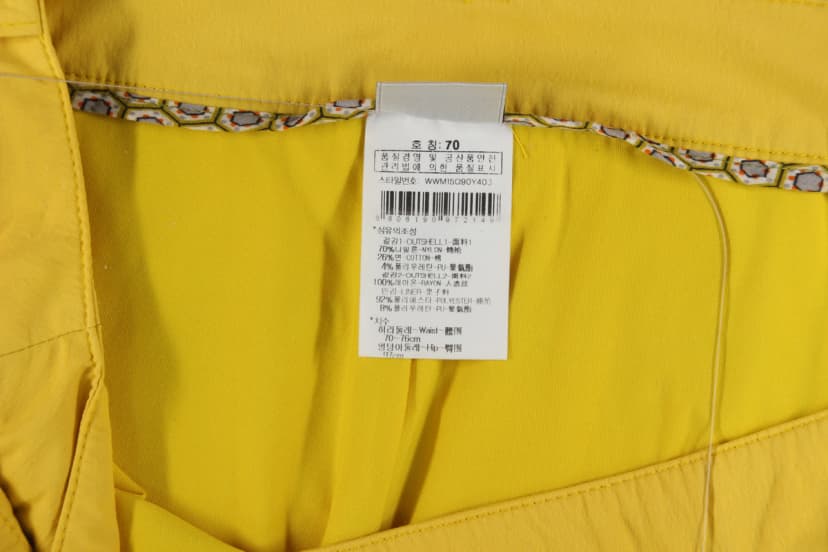 호 칭: 70
품질경영 및 공산품안전
관리법에 의한 품질표시
스타일번호 WWM15Q90Y403
*섬유의조성
겉감1-OUTSHELL1-面料1
70%나일론-NYLON-锦纶
26%면-COTTON-棉
4%폴리우레탄-PU-聚氨酯
겉감2-OUTSHELL2-面料2
100%레이온-RAYON-人造丝
안감-LINER-里子料
92%폴리에스터-POLYESTER-
8%폴리우레탄-PU-聚氨酯
*치수
허리둘레-Waist-腰围
70-76cm
엉덩이둘레-Hip-臀围